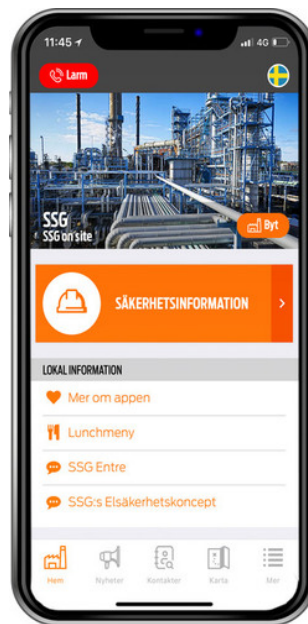 11:45
4G
Larm
SSG
SSG on site
Byt
SÄKERHETSINFORMATION
LOKAL INFORMATION
Mer om appen
Lunchmeny
SSG Entre
SSG:s Elsäkerhetskoncept
Hem
Nyheter
Kontakter
Karta
Mer